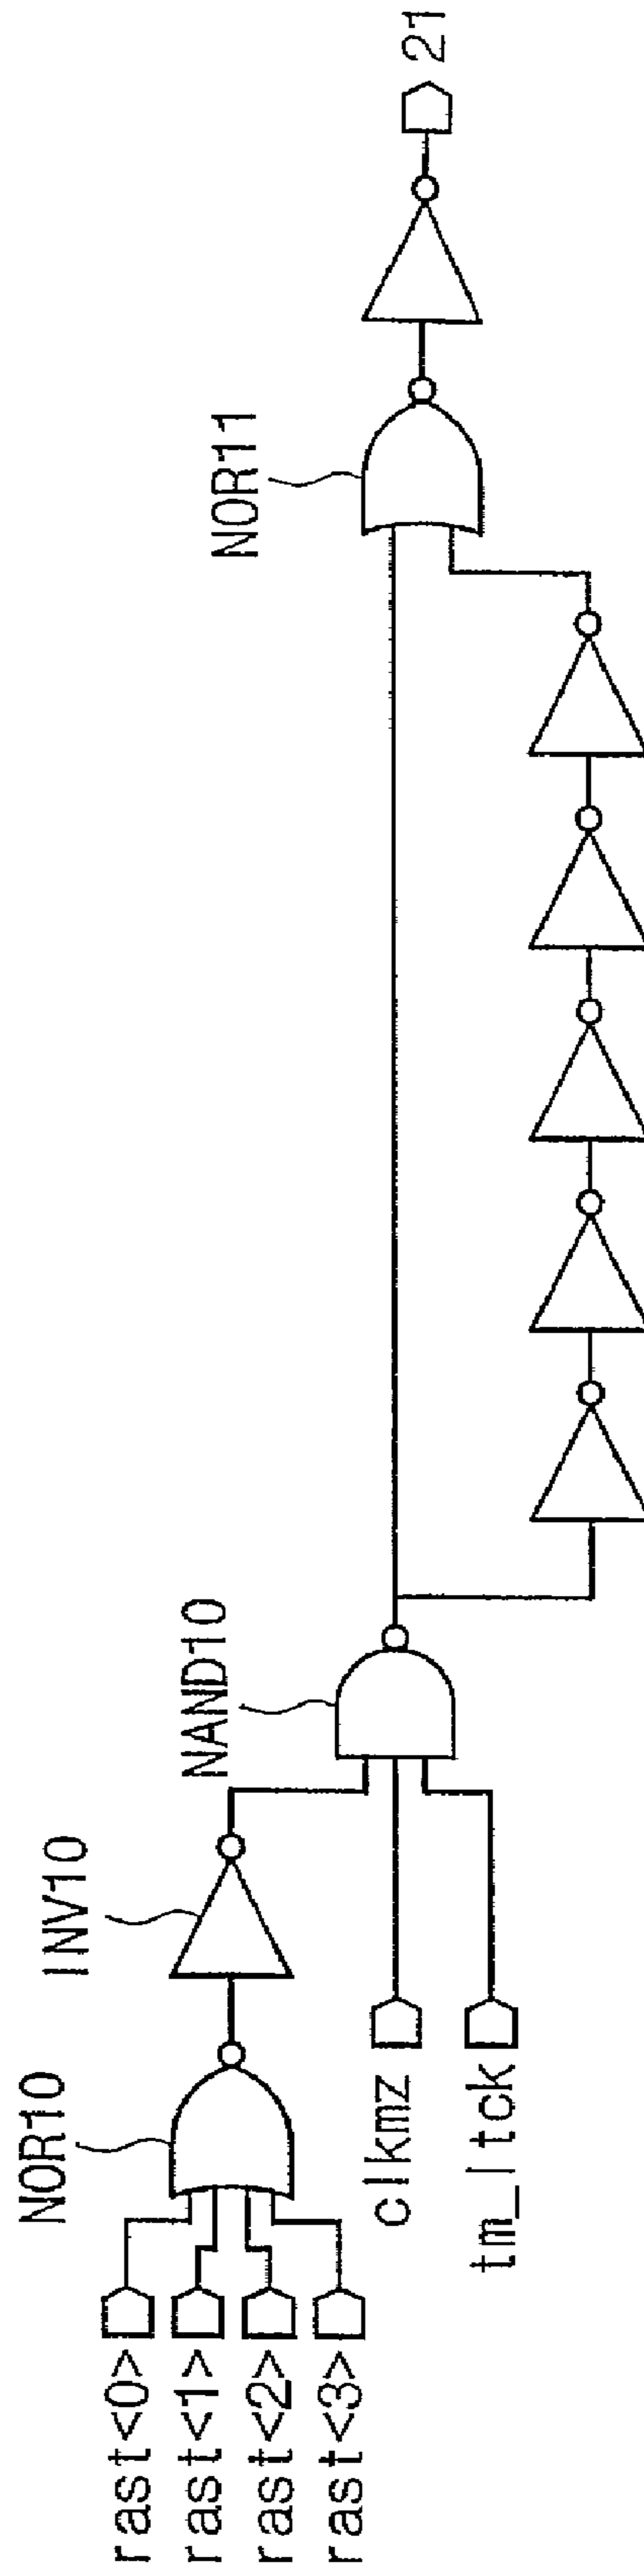 rast<0>
rast<1>
rast<2>
rast<3>
NOR10
INV10
clkmz
tm_ltck
NAND10
NOR11
21